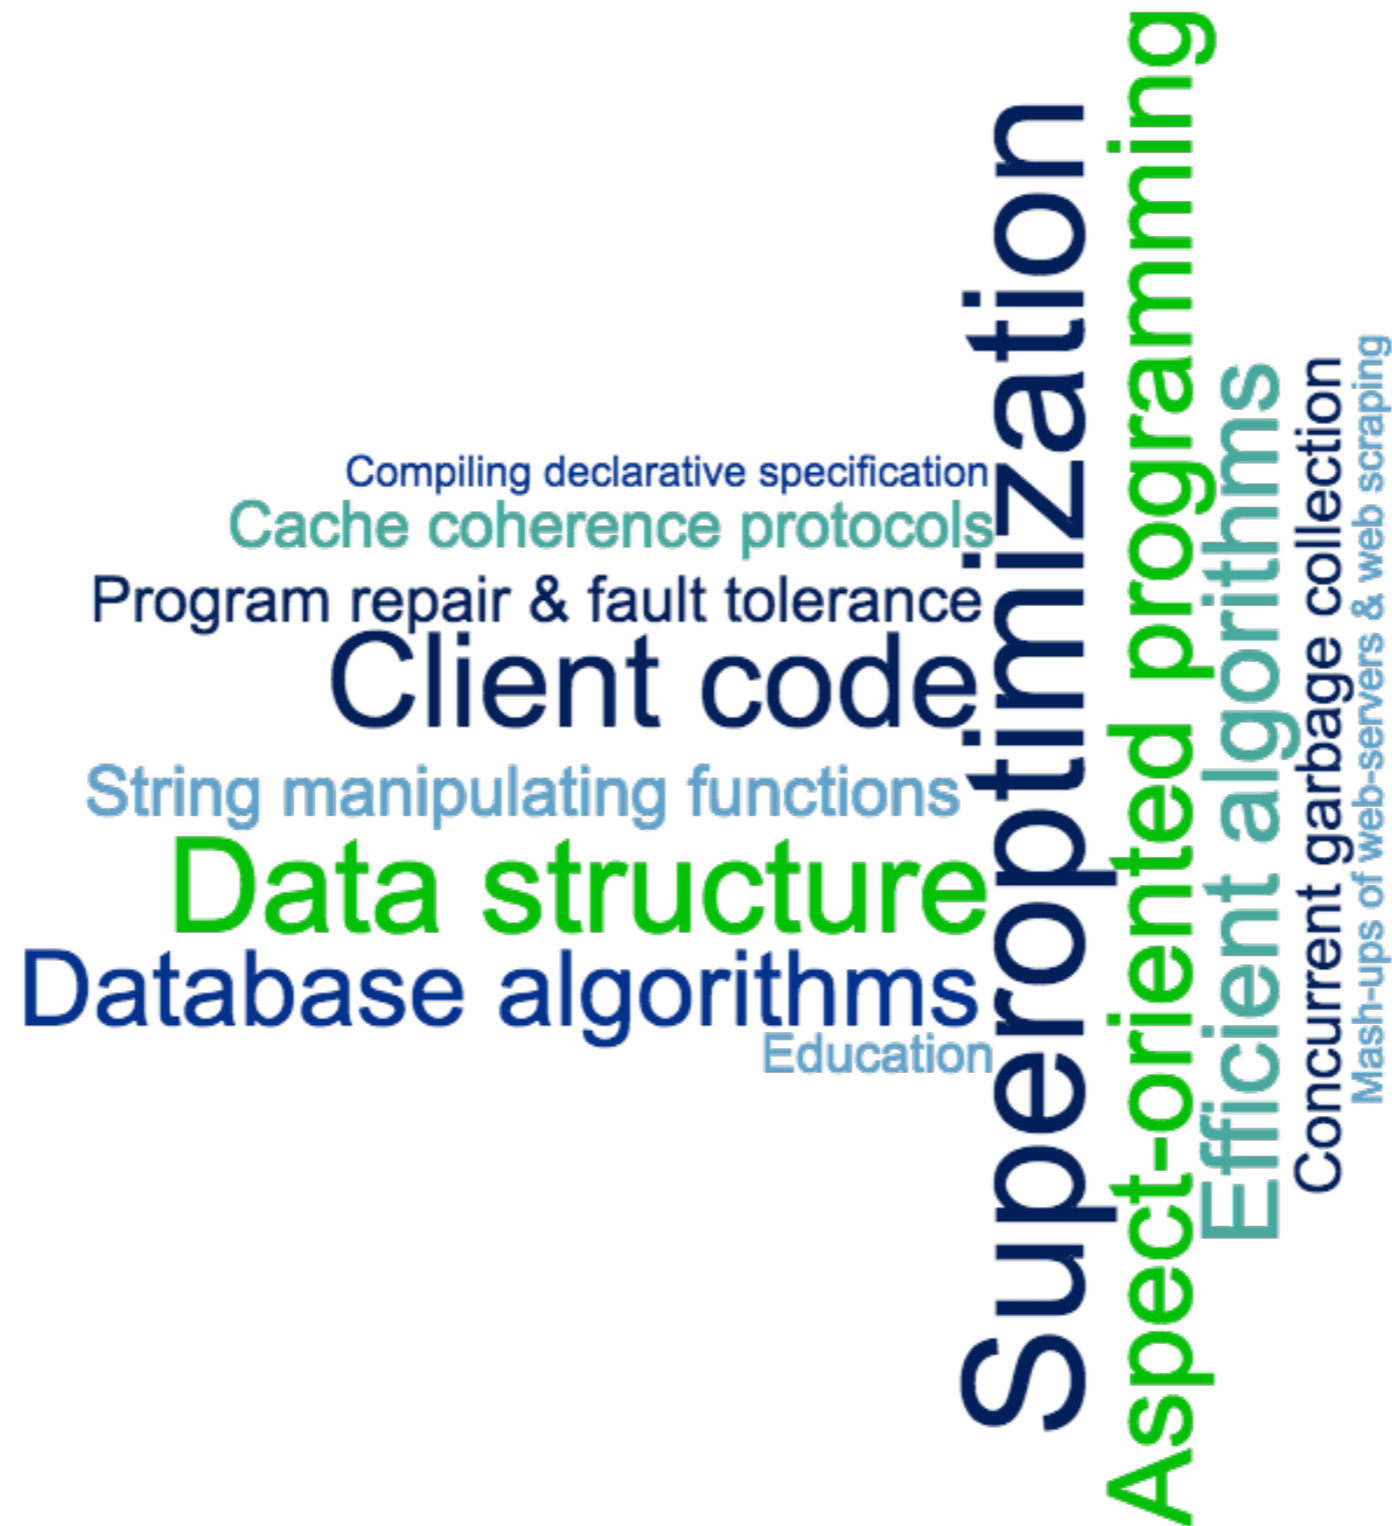 Compiling declarative specification
Cache coherence protocols
Program repair & fault tolerance
Client code
String manipulating functions
Data structure
Database algorithms
Education
Superoptimization
Aspect-oriented programming
Efficient algorithms
Concurrent garbage collection
Mash-ups of web-servers & web scraping